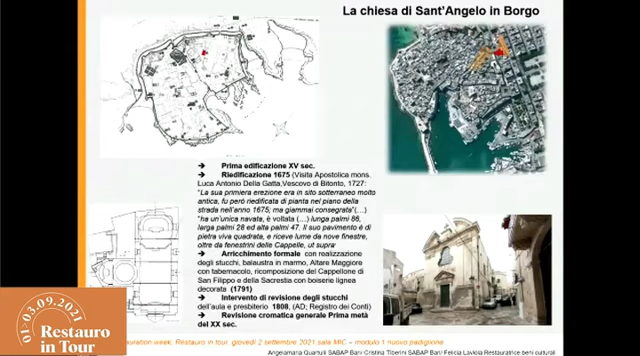 La chiesa di Sant'Angelo in Borgo
➔ Prima edificazione XV sec.
➔ Riedificazione 1675 (Visita Apostolica mons.
Luca Antonio Della Gatta,Vescovo di Bitonto, 1727:
"La sua primiera erezione era in sito sotterraneo molto
antica, fu però riedificata di pianta nel piano della
strada nell'anno 1675; ma giammai consegrata"(…)
"ha un'unica navata, è voltata (…) lunga palmi 86,
larga palmi 28 ed alta palmi 47. Il suo pavimento è di
pietra viva quadrata, e riceve lume da nove finestre,
oltre da fenestrini delle Cappelle, ut supra"
➔ Arricchimento formale con realizzazione
degli stucchi, balaustra in marmo, Altare Maggiore
con tabernacolo, ricomposizione del Cappellone di
San Filippo e della Sacrestia con boiserie lignea
decorata (1791)
➔ Intervento di revisione degli stucchi
dell'aula e presbiterio 1808, (AD; Registro dei Conti)
➔ Revisione cromatica generale Prima metà
del XX sec.
01>03.09.2021
Restauro
in Tour
uration week. Restauro in tour giovedì 2 settembre 2021 sala MIC – modulo 1 nuovo padiglione
Angeamara Quartulli SABAP Bari/ Cristina Tiberini SABAP Bari/ Felicia Laviola Restauratrice beni culturali